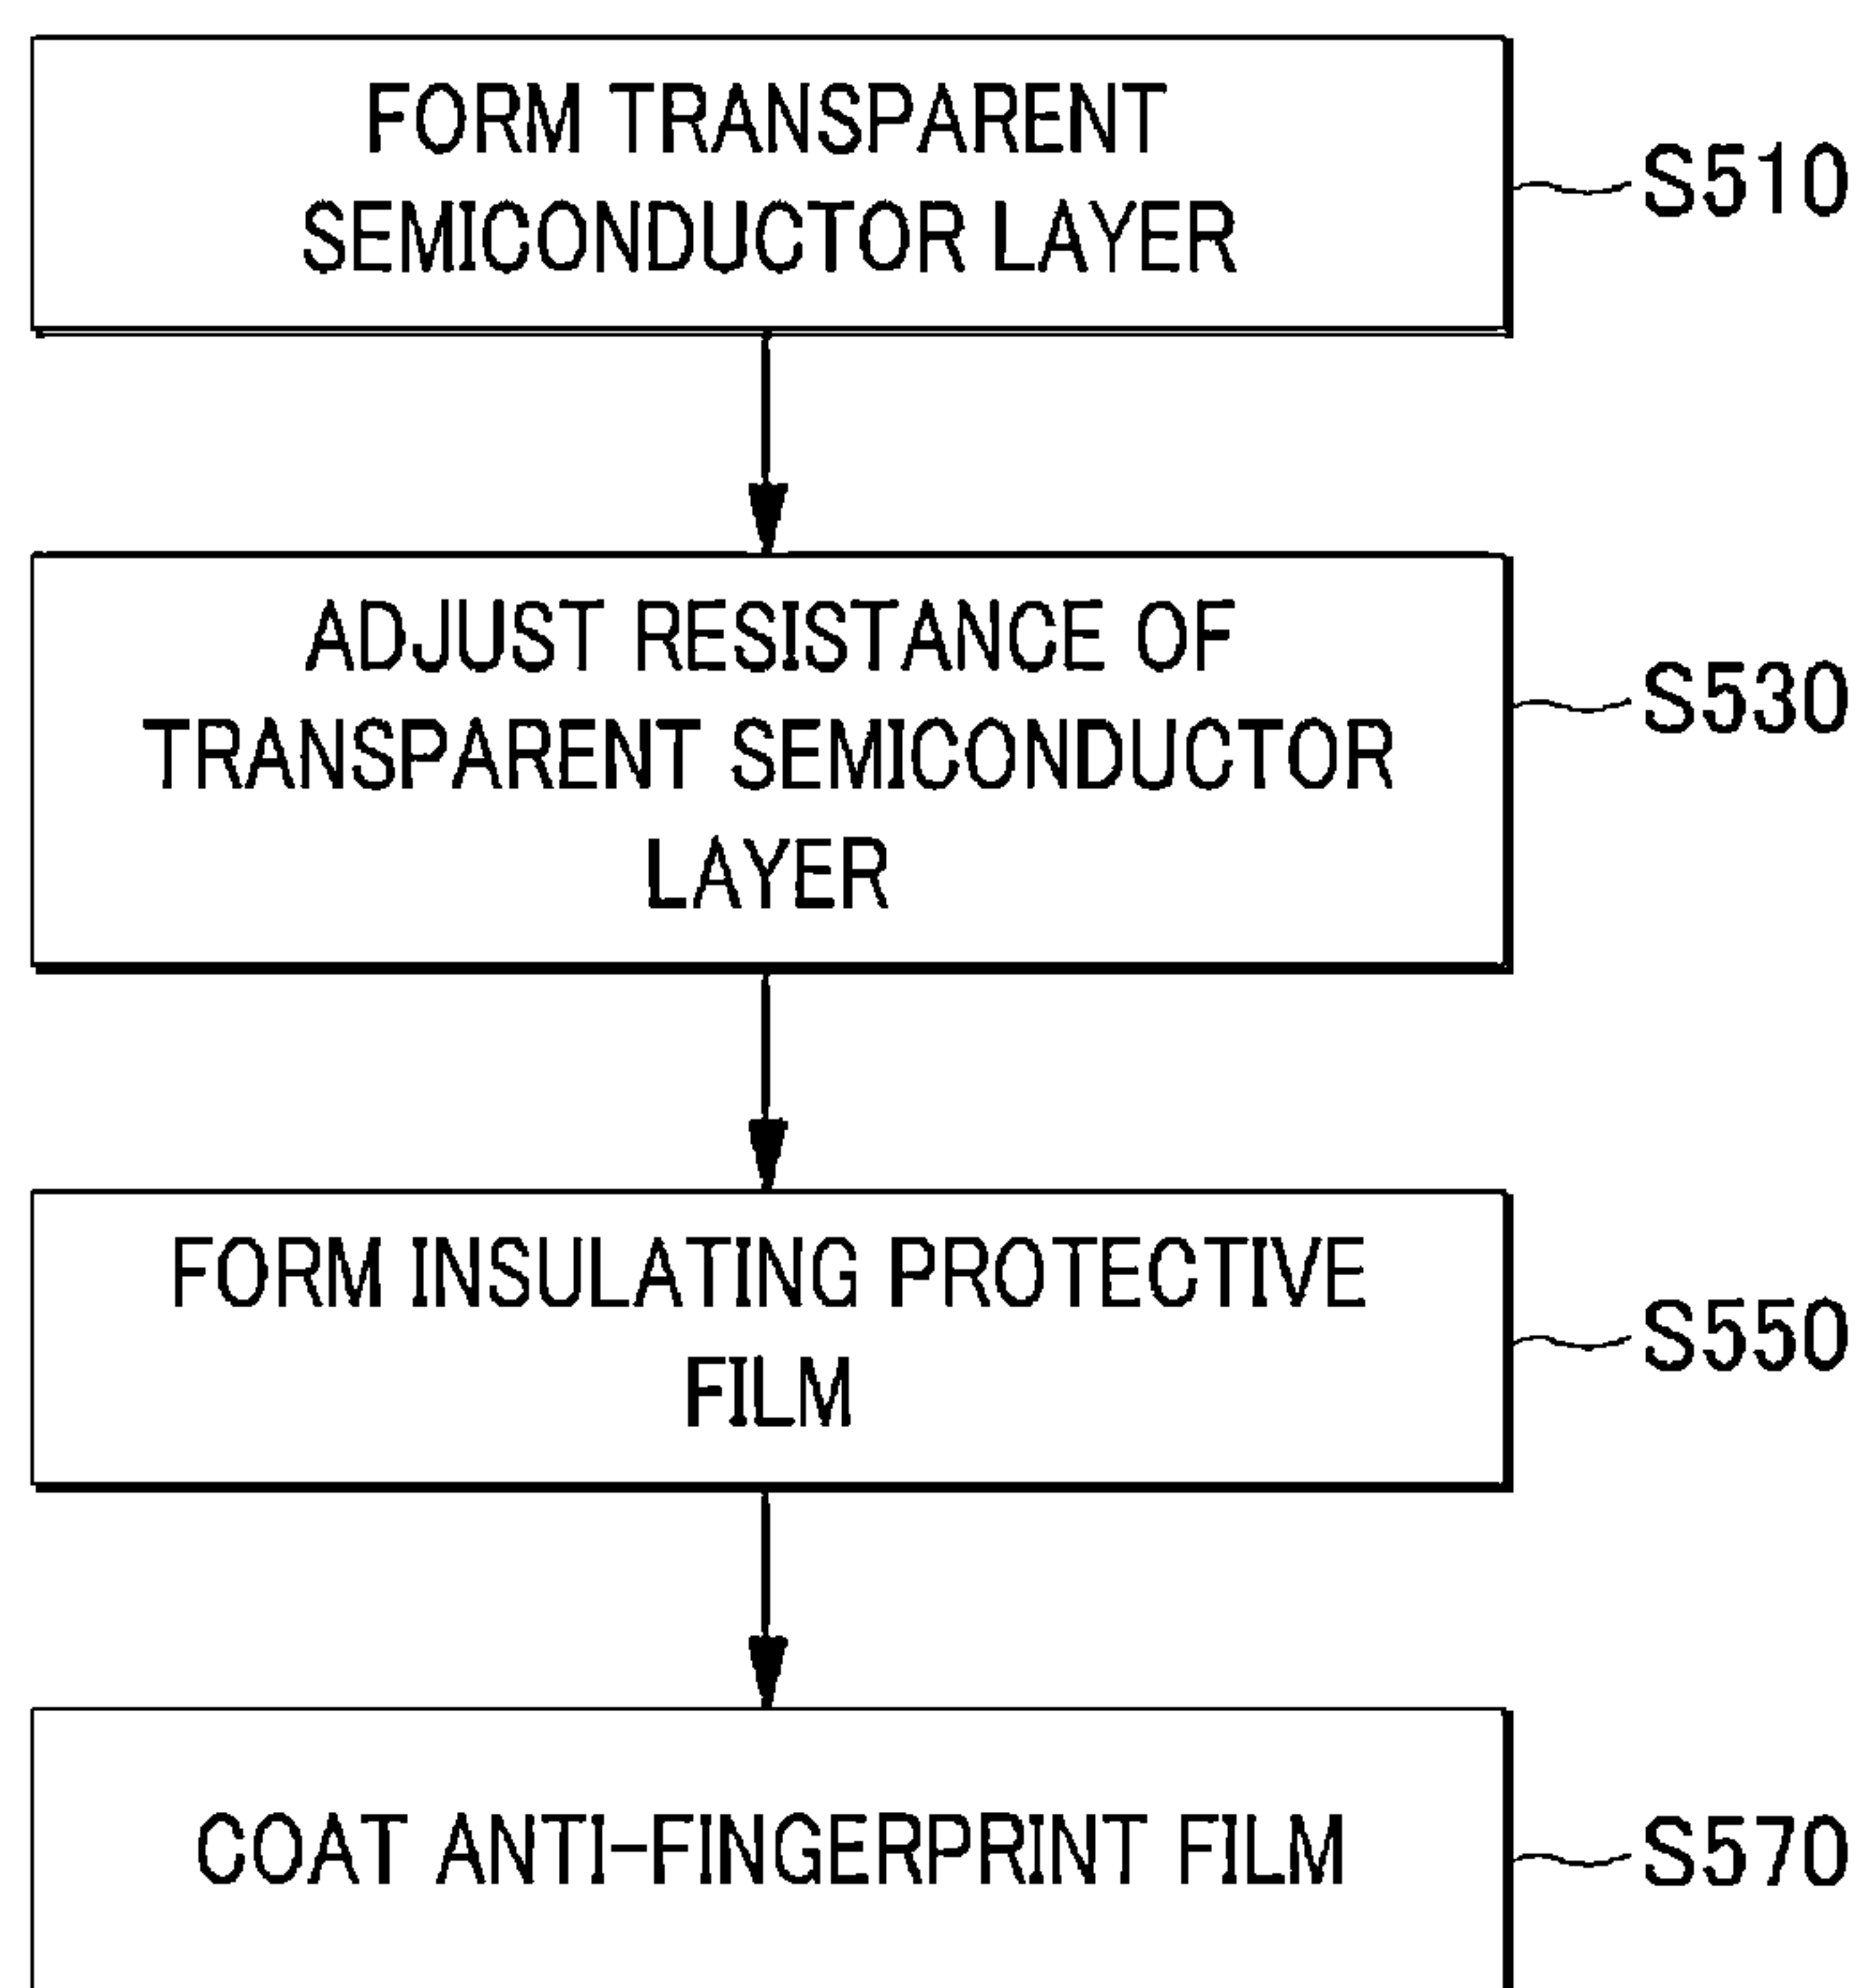 FORM TRANSPARENT
SEMICONDUCTOR LAYER
S510
ADJUST RESISTANCE OF
TRANSPARENT SEMICONDUCTOR
LAYER
S530
FORM INSULATING PROTECTIVE
FILM
S550
COAT ANTI-FINGERPRINT FILM
S570